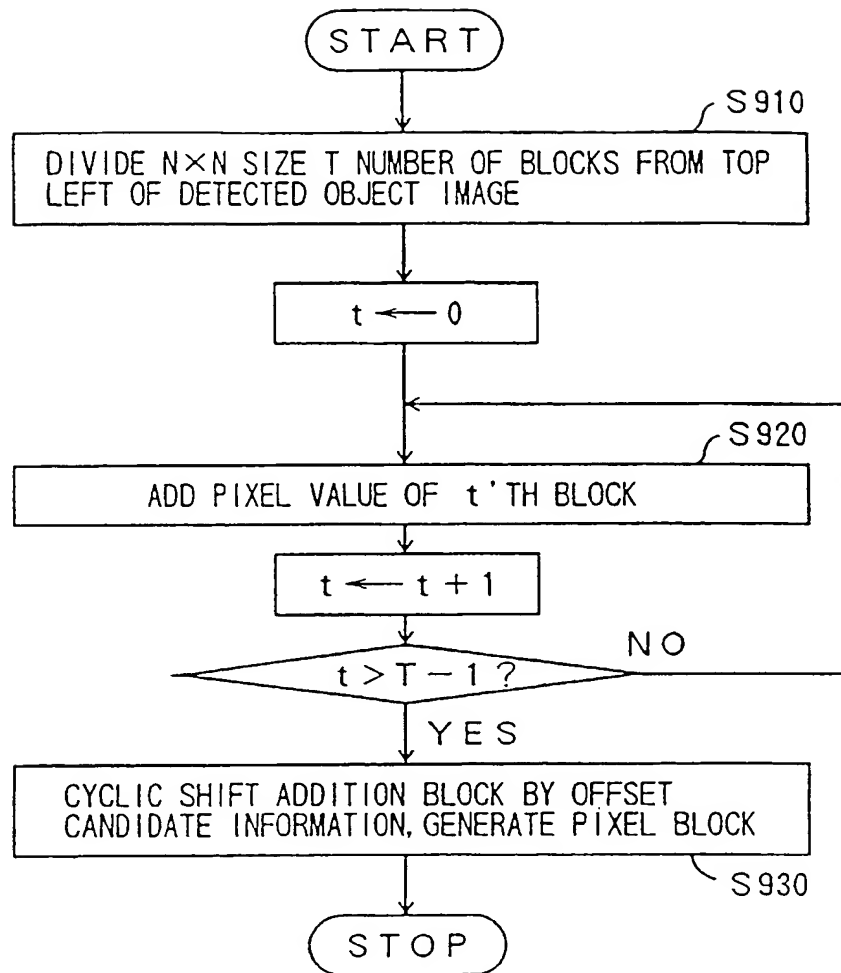 START
S910
DIVIDE N×N SIZE T NUMBER OF BLOCKS FROM TOP
LEFT OF DETECTED OBJECT IMAGE
t ← 0
S920
ADD PIXEL VALUE OF t'TH BLOCK
t ← t + 1
NO
t > T - 1 ?
YES
CYCLIC SHIFT ADDITION BLOCK BY OFFSET
CANDIDATE INFORMATION, GENERATE PIXEL BLOCK
S930
STOP